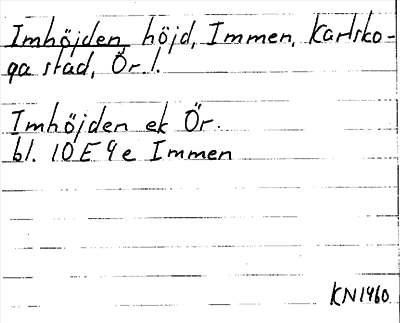 Imhöjden höjd, Immen, Karlsko-
ga stad, Ör. l.
Imhöjden ek Ör.
bl. 10E 9e Immen
KN1960